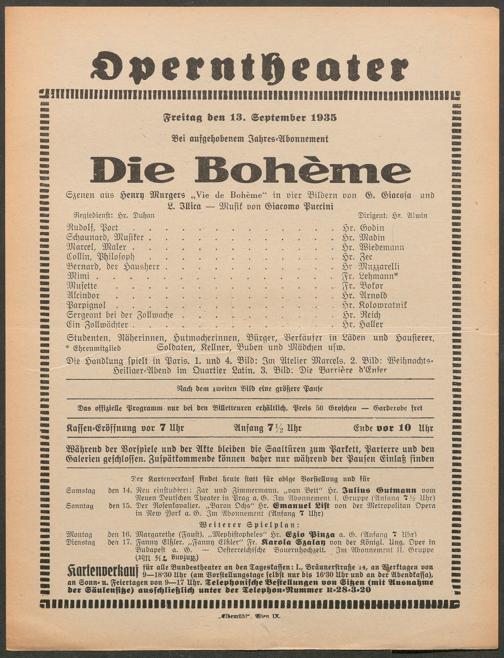 Operntheater
Freitag den 13. September 1935
Bei aufgehobenem Jahres-Abonnement
Die Bohème
Szenen aus Henry Murgers „Vie de Bohème“ in vier Bildern von G. Giacosa und
L. Illica — Musik von Giacomo Puccini
Regiedienst: Hr. Duhan Dirigent: Hr. Alwin
Rudolf, Poet . . . . . . . . . . Hr. Godin
Schaunard, Musiker . . . . . . . . . . Hr. Madin
Marcel, Maler . . . . . . . . . . Hr. Wiedemann
Collin, Philosoph . . . . . . . . . . Hr. Zec
Bernard, der Hausherr . . . . . . . . . . Hr Muzzarelli
Mimi . . . . . . . . . . Fr. Lehmann*
Musette . . . . . . . . . . Fr. Bokor
Alcindor . . . . . . . . . . Hr. Arnold
Parpignol . . . . . . . . . . Hr. Kolowratnik
Sergeant bei der Zollwache . . . . . . . . . . Hr. Reich
Ein Zollwächter . . . . . . . . . . Hr. Haller
Studenten, Näherinnen, Hutmacherinnen, Bürger, Verkäufer in Läden und Hausierer,
* Ehrenmitglied Soldaten, Kellner, Buben und Mädchen usw.
Die Handlung spielt in Paris. 1. und 4. Bild: Im Atelier Marcels. 2. Bild: Weihnachts-
Heiliger-Abend im Quartier Latin. 3. Bild: Die Barrière d'Enfer
Nach dem zweiten Bild eine größere Pause
Das offizielle Programm nur bei den Billetteuren erhältlich. Preis 50 Groschen — Garderobe frei
Kassen-Eröffnung vor 7 Uhr Anfang 7½ Uhr Ende vor 10 Uhr
Während der Vorspiele und der Akte bleiben die Saaltüren zum Parkett, Parterre und den
Galerien geschlossen. Zuspätkommende können daher nur während der Pausen Einlaß finden
Der Kartenverkauf findet heute statt für obige Vorstellung und für
Samstag den 14. Neu einstudiert: Zar und Zimmermann. „van Bett“ Hr. Julius Gutmann vom
Neuen Deutschen Theater in Prag a. G. Im Abonnement I. Gruppe (Anfang 7½ Uhr)
Sonntag den 15. Der Rosenkavalier. „Baron Ochs“ Hr. Emanuel List von der Metropolitan Opera
in New York a. G. Im Abonnement (Anfang 7 Uhr)
Weiterer Spielplan:
Montag den 16. Margarethe (Faust). „Mephistopheles“ Hr. Ezio Pinza a. G. (Anfang 7 Uhr)
Dienstag den 17. Fanny Elßler. „Fanny Elßler“ Fr. Karola Szalay von der Königl. Ung. Oper in
Budapest a. G. — Oesterreichische Bauernhochzeit. Im Abonnement II. Gruppe
(Anfang Uhr)
Kartenverkauf für alle Bundestheater an den Tageskassen: I., Bräunerstraße 14, an Werktagen von
9—18·30 Uhr (am Vorstellungstag selbst nur bis 16·30 Uhr und an der Abendkassa),
an Sonn- u. Feiertagen von 9—17 Uhr. Telephonische Bestellungen von Sitzen (mit Ausnahme
der Säulensitze) ausschließlich unter der Telephon-Nummer R-28-3-20
„Elbemühl“, Wien IX.